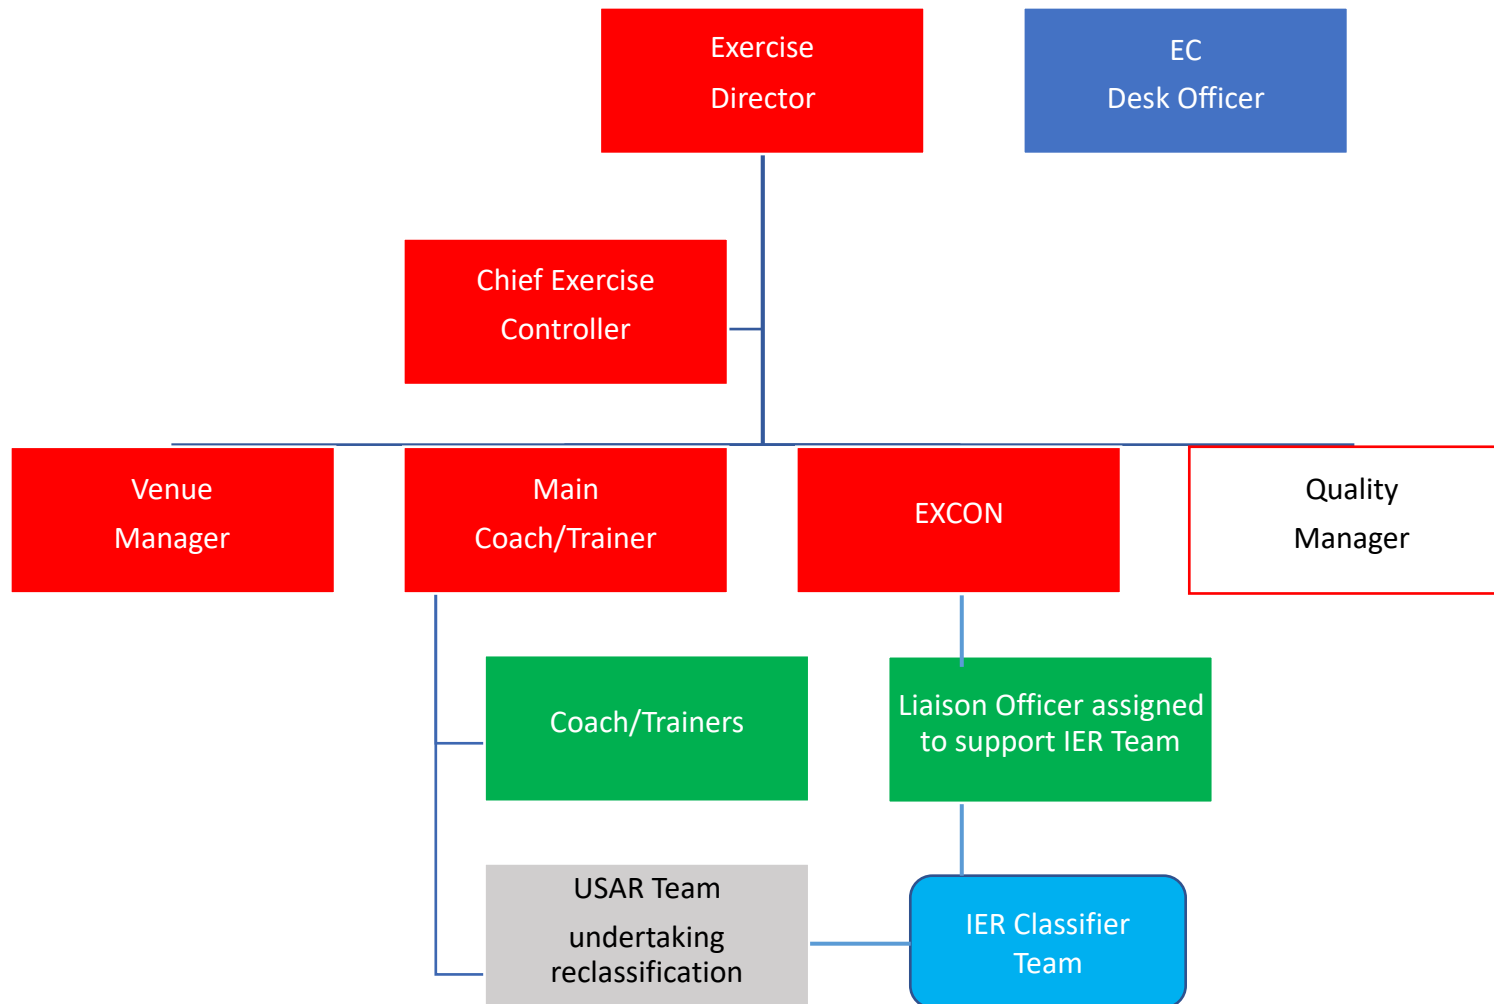 Exercise
Director
EC
Desk Officer
Chief Exercise
Controller
Venue
Manager
Main
Coach/Trainer
EXCON
Quality
Manager
Coach/Trainers
Liaison Officer assigned
to support IER Team
USAR Team
undertaking
reclassification
IER Classifier
Team